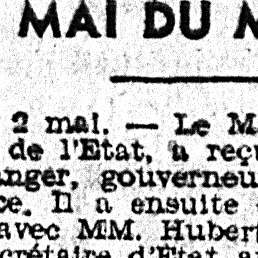 MAI DU M
2 mai. — Le M
de l'Etat, a reçu
anger, gouverneu
ce. Il a ensuite
avec MM. Hubert
crétaire d'Etat a